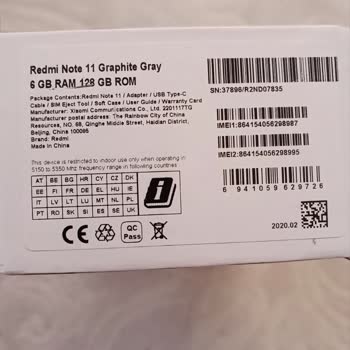 Redmi Note 11 Graphite Gray
6 GB RAM 128 GB ROM
Package Contents:Redmi Note 11 / Adapter / USB Type-C
Cable / SIM Eject Tool / Soft Case / User Guide / Warranty Card
Manufacturer: Xiaomi Communications Co., Ltd. 2201117TG
Manufacturer postal address: The Rainbow City of China
Resources, NO. 68, Qinghe Middle Street, Haidian District,
Beijing, China 100085
Brand: Redmi
Made in China
This device is restricted to indoor use only when operating in
5150 to 5350 MHz frequency range in following countries
AT BE BG HR CY CZ DK
EE FI FR DE EL HU IE
IT LV LT LU MT NL PL
PT RO SK SI ES SE UK
CE
QC
Pass
SN:37898/R2ND07835
IMEI1:864154056298987
IMEI2:864154056298995
6 941059 629726
2020.02